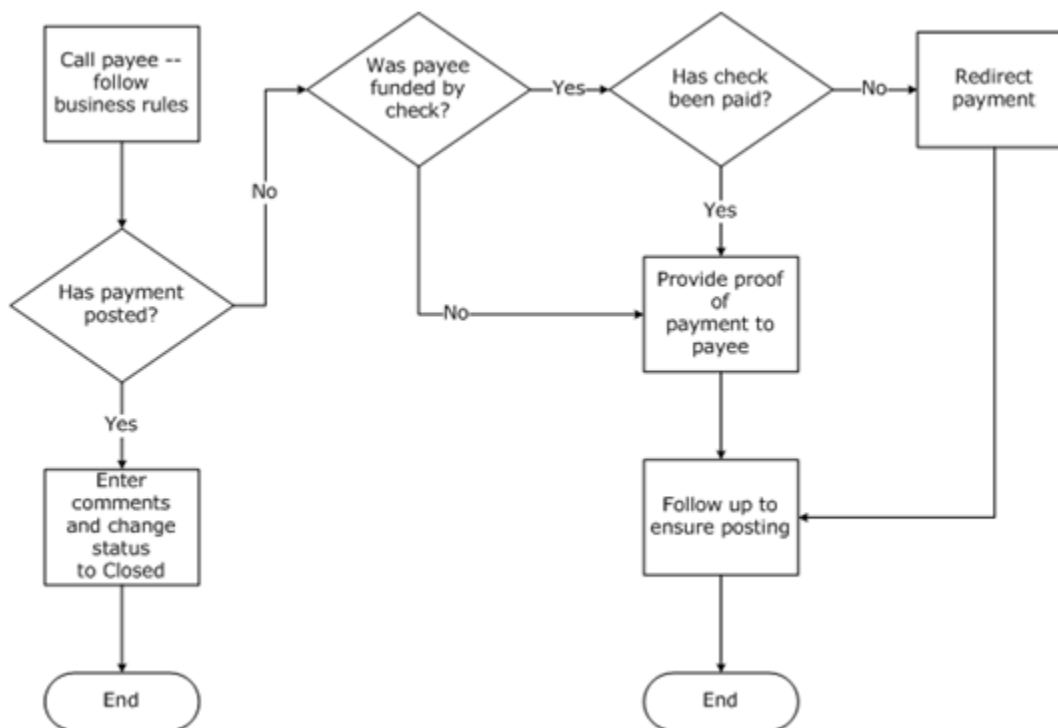 Call payee --
follow
business rules
Was payee
funded by
check?
Yes
Has check
been paid?
No
Redirect
payment
No
Yes
Has payment
posted?
No
Provide proof
of
payment to
payee
Yes
Enter
comments
and change
status
to Closed
Follow up to
ensure posting
End
End